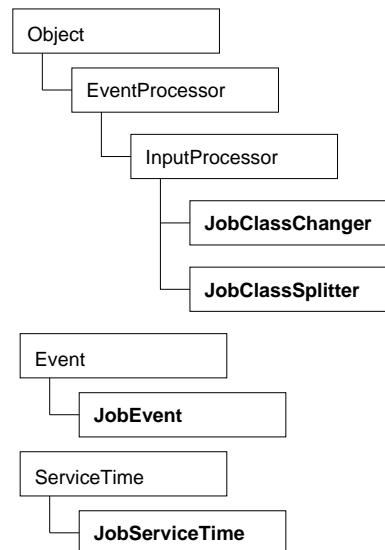 Object
EventProcessor
InputProcessor
JobClassChanger
JobClassSplitter
Event
JobEvent
ServiceTime
JobServiceTime